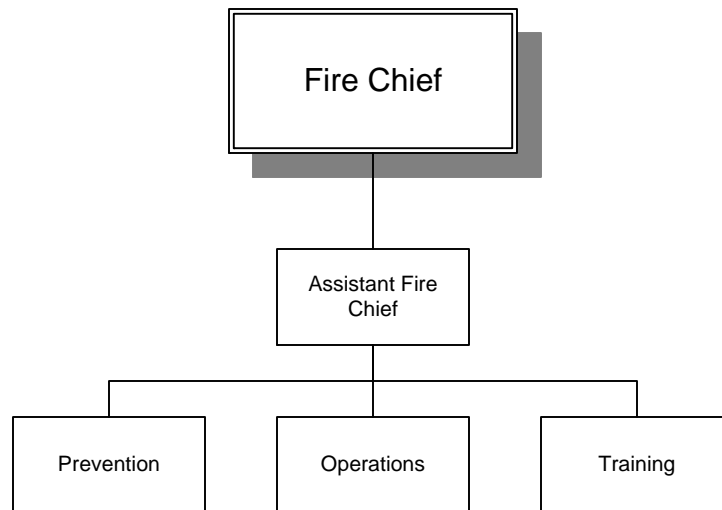 Fire Chief
Assistant Fire
Chief
Prevention
Operations
Training